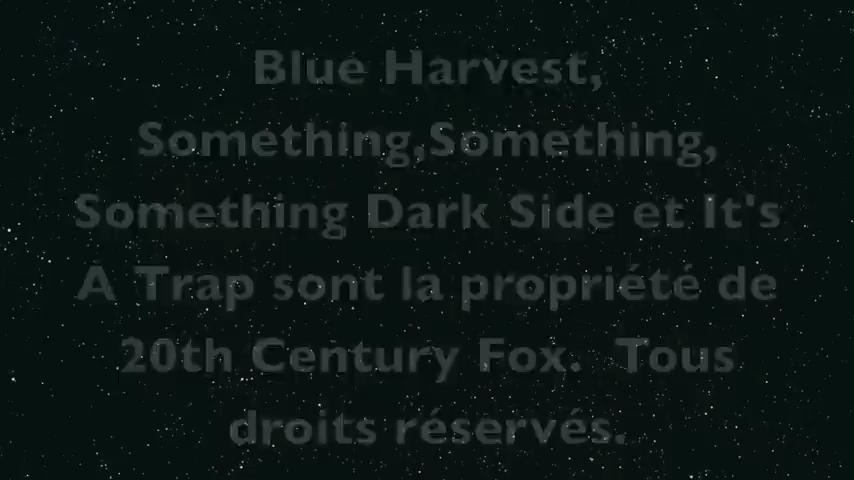 Blue Harvest,
Something,Something,
Something Dark Side et It's
A Trap sont la propriété de
20th Century Fox.  Tous
droits réservés.